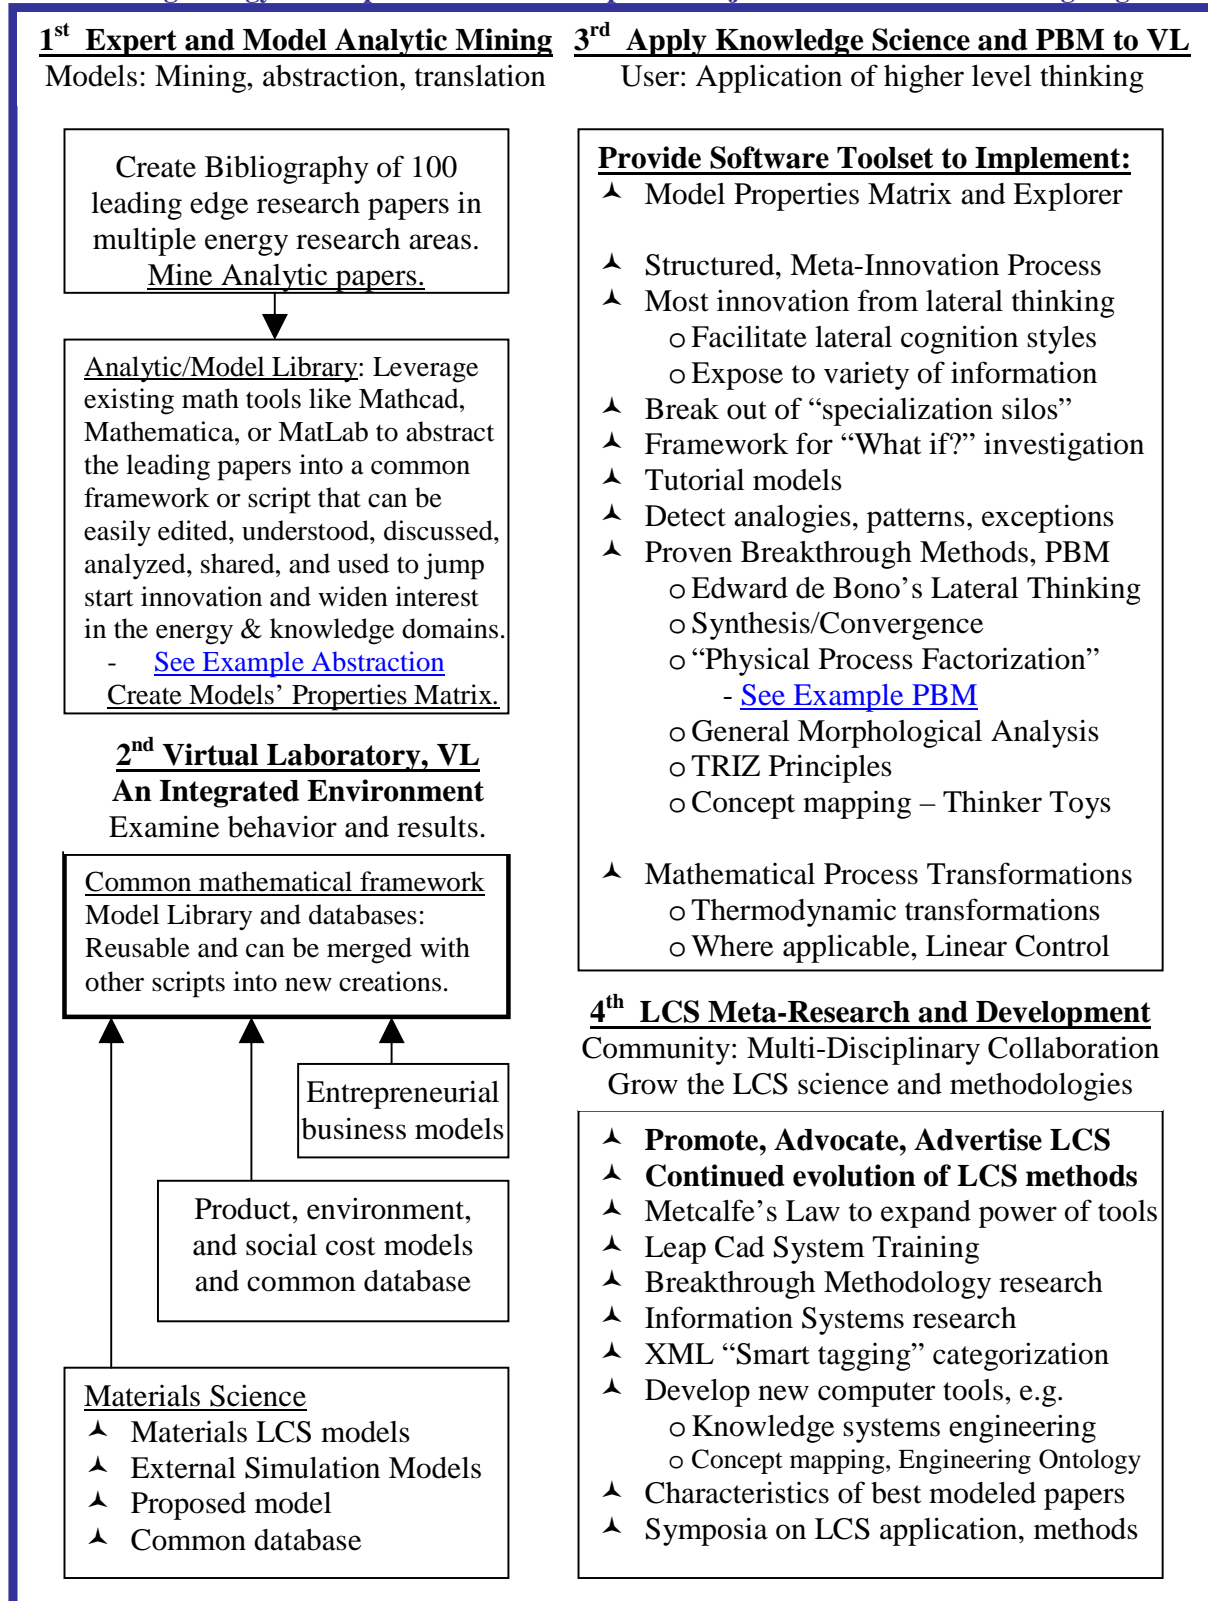 1st Expert and Model Analytic Mining
Models: Mining, abstraction, translation
Create Bibliography of 100
leading edge research papers in
multiple energy research areas.
Mine Analytic papers.
Analytic/Model Library: Leverage
existing math tools like Mathcad,
Mathematica, or MatLab to abstract
the leading papers into a common
framework or script that can be
easily edited, understood, discussed,
analyzed, shared, and used to jump
start innovation and widen interest
in the energy & knowledge domains.
- See Example Abstraction
Create Models’ Properties Matrix.
2nd Virtual Laboratory, VL
An Integrated Environment
Examine behavior and results.
Common mathematical framework
Model Library and databases:
Reusable and can be merged with
other scripts into new creations.
Entrepreneurial
business models
Product, environment,
and social cost models
and common database
Materials Science
Materials LCS models
External Simulation Models
Proposed model
Common database
3rd Apply Knowledge Science and PBM to VL
User: Application of higher level thinking
Provide Software Toolset to Implement:
Model Properties Matrix and Explorer
Structured, Meta-Innovation Process
Most innovation from lateral thinking
o Facilitate lateral cognition styles
o Expose to variety of information
Break out of “specialization silos”
Framework for “What if?” investigation
Tutorial models
Detect analogies, patterns, exceptions
Proven Breakthrough Methods, PBM
o Edward de Bono’s Lateral Thinking
o Synthesis/Convergence
o “Physical Process Factorization”
- See Example PBM
o General Morphological Analysis
o TRIZ Principles
o Concept mapping – Thinker Toys
Mathematical Process Transformations
o Thermodynamic transformations
o Where applicable, Linear Control
4th LCS Meta-Research and Development
Community: Multi-Disciplinary Collaboration
Grow the LCS science and methodologies
Promote, Advocate, Advertise LCS
Continued evolution of LCS methods
Metcalfe’s Law to expand power of tools
Leap Cad System Training
Breakthrough Methodology research
Information Systems research
XML “Smart tagging” categorization
Develop new computer tools, e.g.
o Knowledge systems engineering
o Concept mapping, Engineering Ontology
Characteristics of best modeled papers
Symposia on LCS application, methods